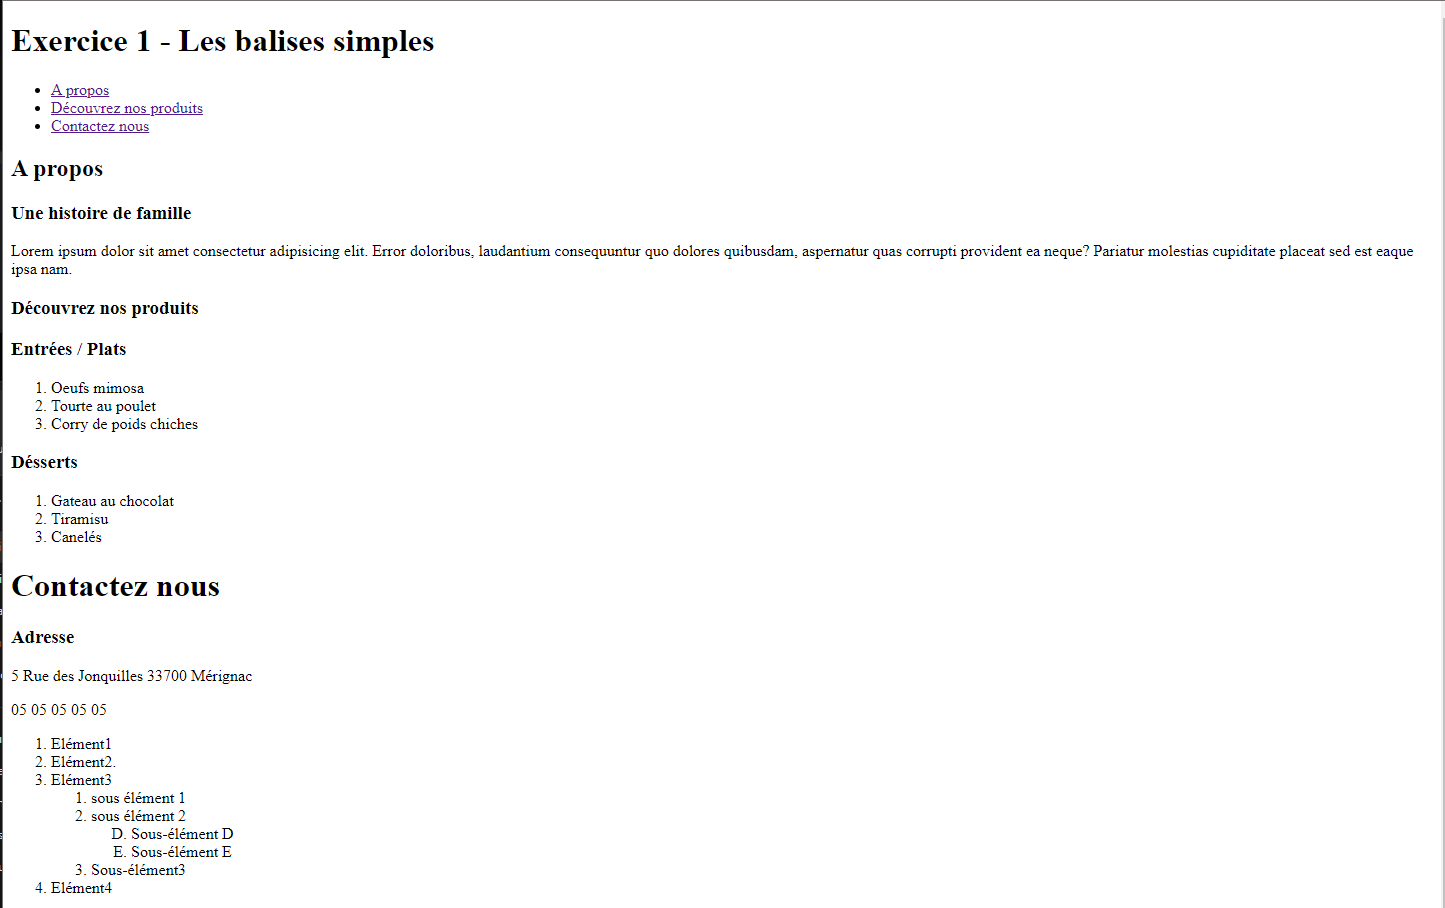 Exercice 1 - Les balises simples
A propos
Découvrez nos produits
Contactez nous
A propos
Une histoire de famille
Lorem ipsum dolor sit amet consectetur adipisicing elit. Error doloribus, laudantium consequuntur quo dolores quibusdam, aspernatur quas corrupti provident ea neque? Pariatur molestias cupiditate placeat sed est eaque
ipsa nam.
Découvrez nos produits
Entrées / Plats
1. Oeufs mimosa
2. Tourte au poulet
3. Corry de poids chiches
Désserts
1. Gateau au chocolat
2. Tiramisu
3. Canelés
Contactez nous
Adresse
5 Rue des Jonquilles 33700 Mérignac
05 05 05 05 05
1. Elément1
2. Elément2.
3. Elément3
1. sous élément 1
2. sous élément 2
D. Sous-élément D
E. Sous-élément E
3. Sous-élément3
4. Elément4